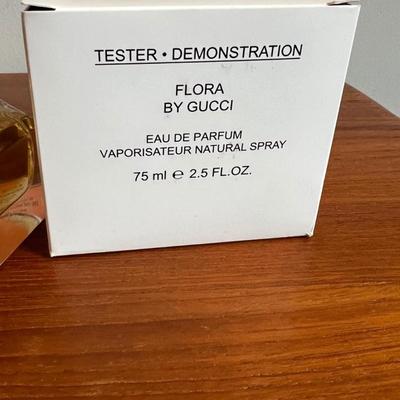 TESTER • DEMONSTRATION
FLORA
BY GUCCI
EAU DE PARFUM
VAPORISATEUR NATURAL SPRAY
75 ml ℮ 2.5 FL.OZ.